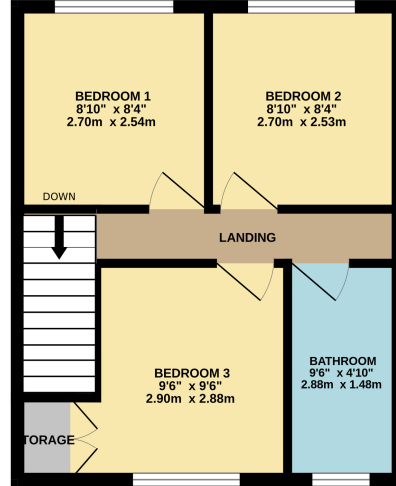 BEDROOM 1
8'10" x 8'4"
2.70m x 2.54m
BEDROOM 2
8'10" x 8'4"
2.70m x 2.53m
DOWN
LANDING
BEDROOM 3
9'6" x 9'6"
2.90m x 2.88m
BATHROOM
9'6" x 4'10"
2.88m x 1.48m
TORAGE